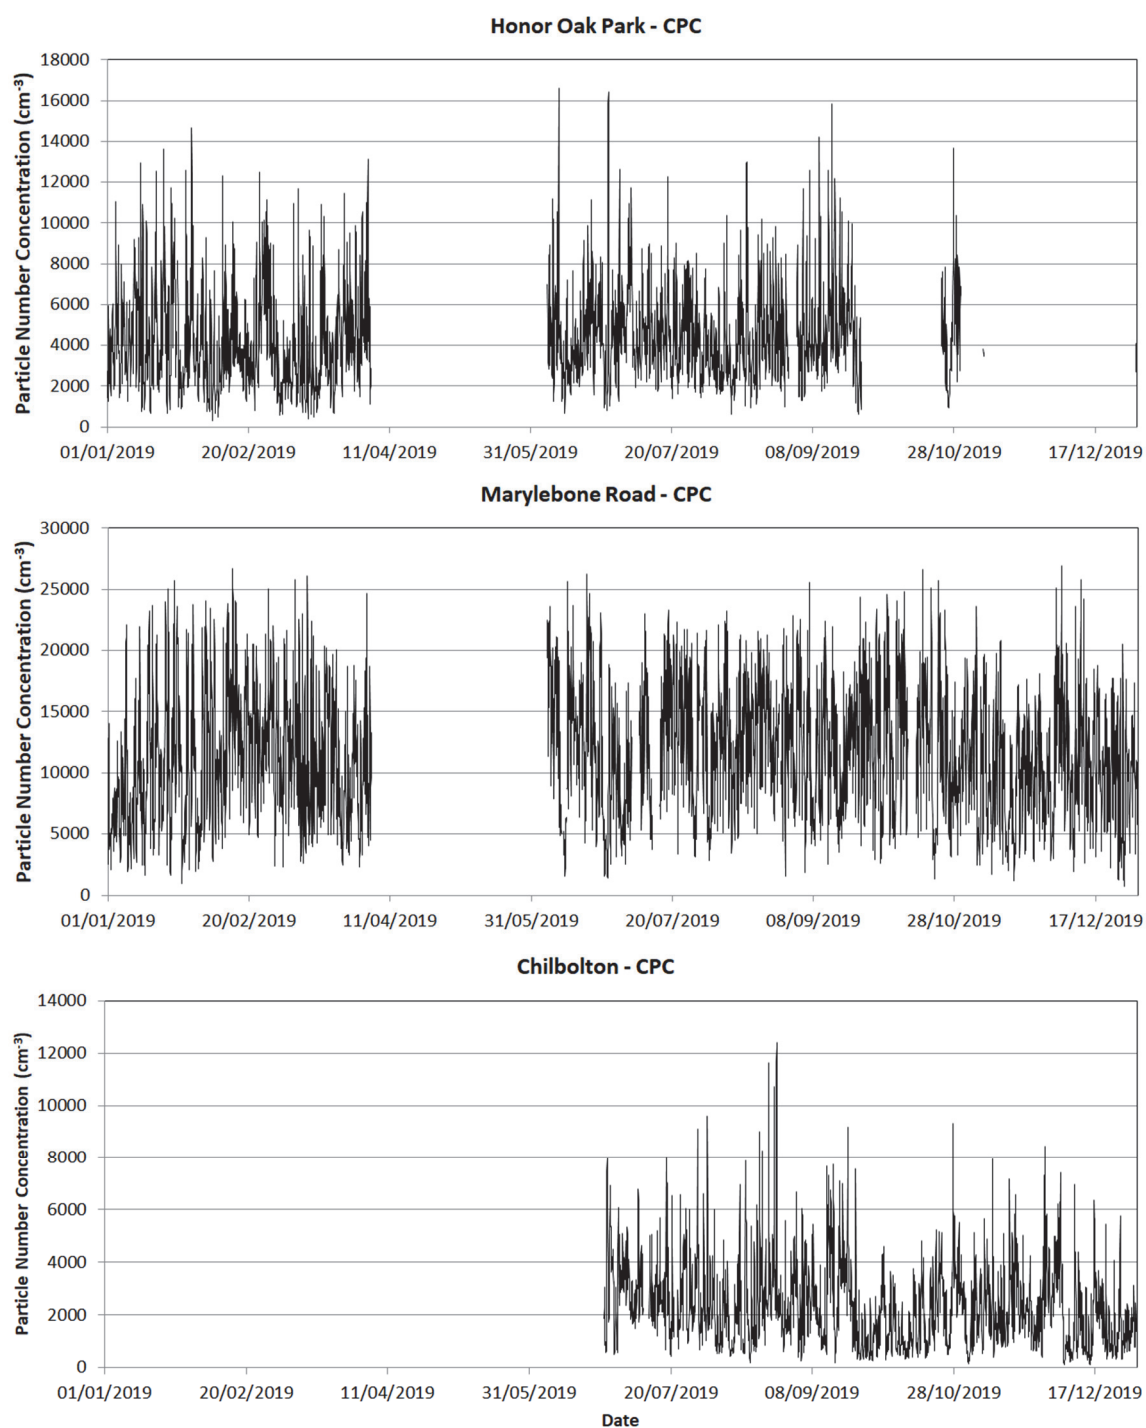 Honor Oak Park - CPC
Particle Number Concentration (cm-3)
18000
16000
14000
12000
10000
8000
6000
4000
2000
0
01/01/2019 20/02/2019 11/04/2019 31/05/2019 20/07/2019 08/09/2019 28/10/2019 17/12/2019
Marylebone Road - CPC
Particle Number Concentration (cm-3)
30000
25000
20000
15000
10000
5000
0
01/01/2019 20/02/2019 11/04/2019 31/05/2019 20/07/2019 08/09/2019 28/10/2019 17/12/2019
Chilbolton - CPC
Particle Number Concentration (cm-3)
14000
12000
10000
8000
6000
4000
2000
0
01/01/2019 20/02/2019 11/04/2019 31/05/2019 20/07/2019 08/09/2019 28/10/2019 17/12/2019
Date